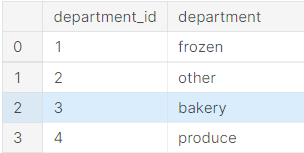 department_id department
0 1 frozen
1 2 other
2 3 bakery
3 4 produce